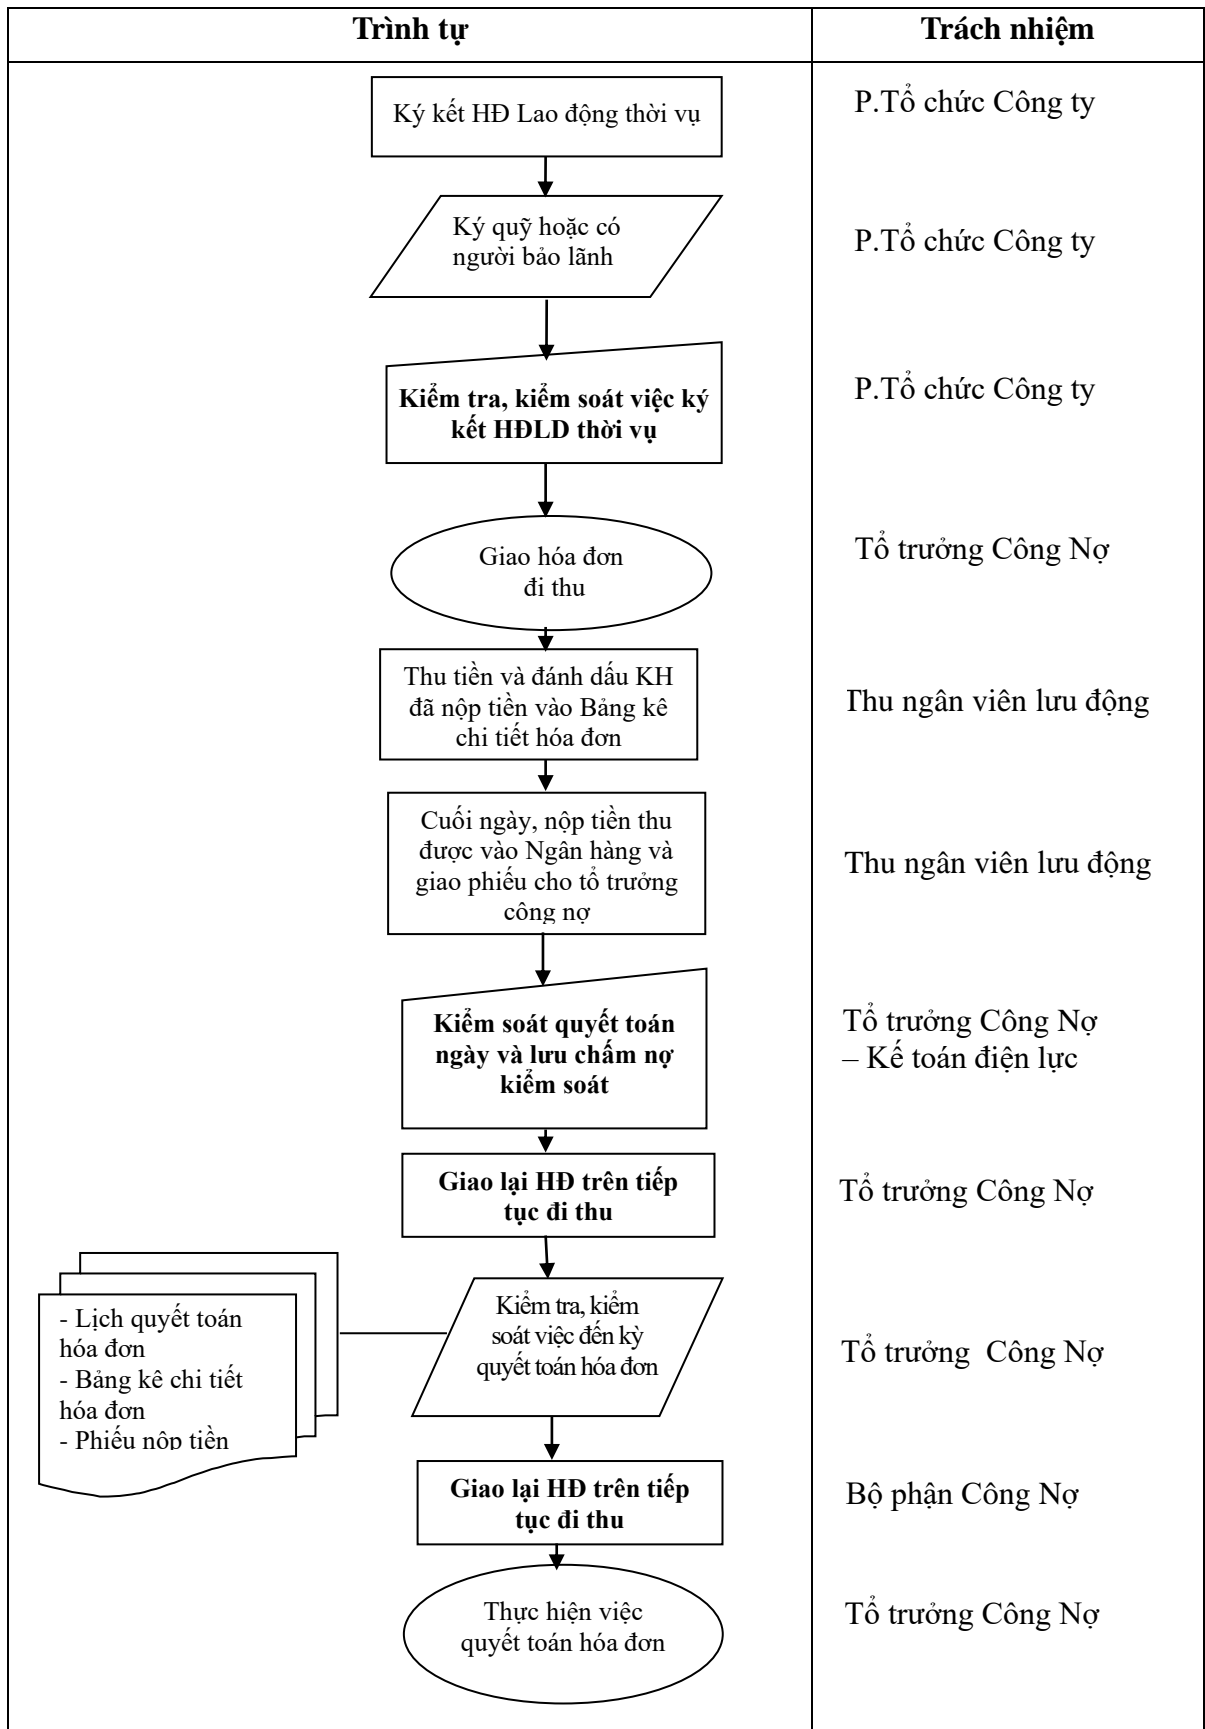 Trình tự
Trách nhiệm
Ký kết HĐ Lao động thời vụ
P.Tổ chức Công ty
Ký quỹ hoặc có
người bảo lãnh
P.Tổ chức Công ty
Kiểm tra, kiểm soát việc ký
kết HĐLD thời vụ
P.Tổ chức Công ty
Giao hóa đơn
đi thu
Tổ trưởng Công Nợ
Thu tiền và đánh dấu KH
đã nộp tiền vào Bảng kê
chi tiết hóa đơn
Thu ngân viên lưu động
Cuối ngày, nộp tiền thu
được vào Ngân hàng và
giao phiếu cho tổ trưởng
công nợ
Thu ngân viên lưu động
Kiểm soát quyết toán
ngày và lưu chấm nợ
kiểm soát
Tổ trưởng Công Nợ
– Kế toán điện lực
Giao lại HĐ trên tiếp
tục đi thu
Tổ trưởng Công Nợ
- Lịch quyết toán
hóa đơn
- Bảng kê chi tiết
hóa đơn
- Phiếu nộp tiền
Kiểm tra, kiểm
soát việc đến kỳ
quyết toán hóa đơn
Tổ trưởng  Công Nợ
Giao lại HĐ trên tiếp
tục đi thu
Bộ phận Công Nợ
Thực hiện việc
quyết toán hóa đơn
Tổ trưởng Công Nợ